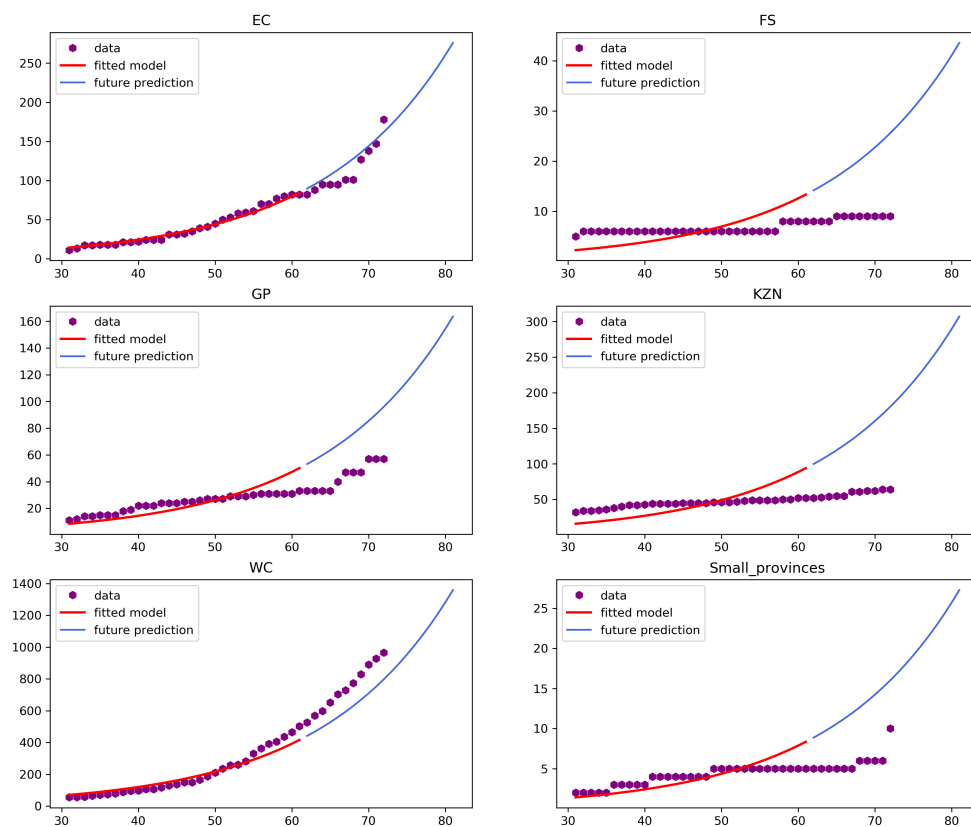 EC
250
200
150
100
50
0
data
fitted model
future prediction
30 40 50 60 70 80
FS
40
30
20
10
data
fitted model
future prediction
30 40 50 60 70 80
GP
160
140
120
100
80
60
40
20
data
fitted model
future prediction
30 40 50 60 70 80
KZN
300
250
200
150
100
50
data
fitted model
future prediction
30 40 50 60 70 80
WC
1400
1200
1000
800
600
400
200
0
data
fitted model
future prediction
30 40 50 60 70 80
Small_provinces
25
20
15
10
5
data
fitted model
future prediction
30 40 50 60 70 80